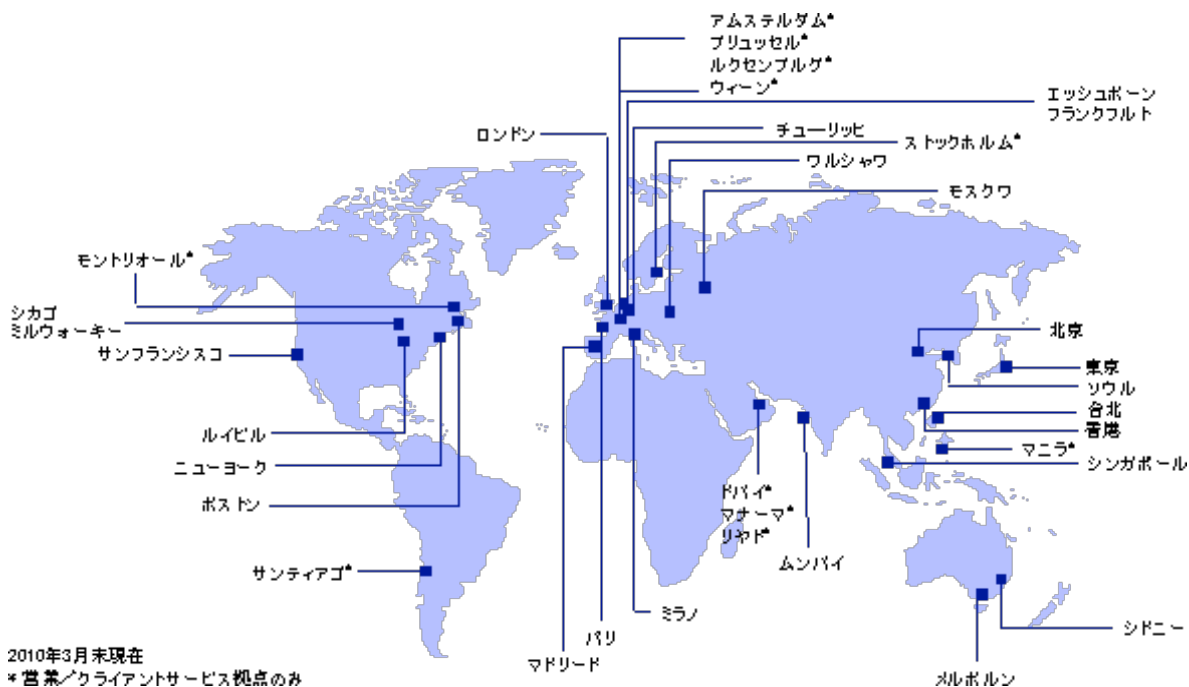 アムステルダム*
ブリュッセル*
ルクセンブルグ*
ウィーン*
エッシュボーン
フランクフルト
ロンドン
チューリッヒ
ストックホルム*
ワルシャワ
モスクワ
モントリオール*
シカゴ
ミルウォーキー
サンフランシスコ
北京
東京
ソウル
台北
香港
マニラ*
シンガポール
ルイビル
ニューヨーク
ボストン
ドバイ*
マナーマ*
リヤド*
ムンバイ
サンティアゴ*
ミラノ
パリ
マドリード
シドニー
メルボルン
2010年3月末現在
*営業/クライアントサービス拠点のみ